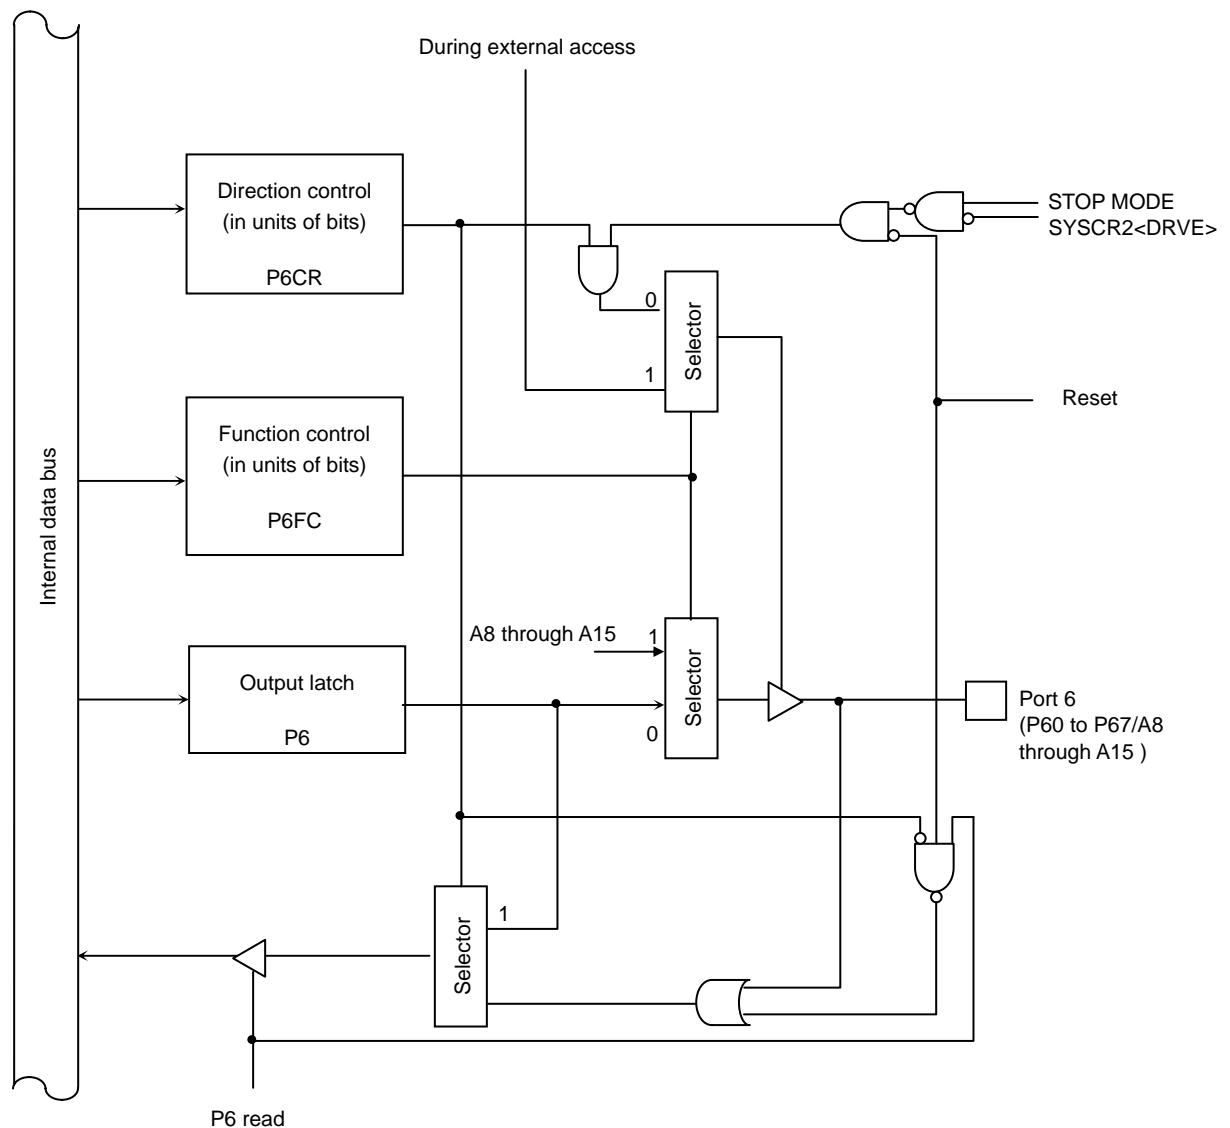 During external access
Direction control
(in units of bits)
P6CR
STOP MODE
SYSCR2<DRVE>
0
Selector
1
Reset
Function control
(in units of bits)
P6FC
Internal data bus
A8 through A15
1
Selector
0
Output latch
P6
Port 6
(P60 to P67/A8
through A15 )
1
Selector
P6 read